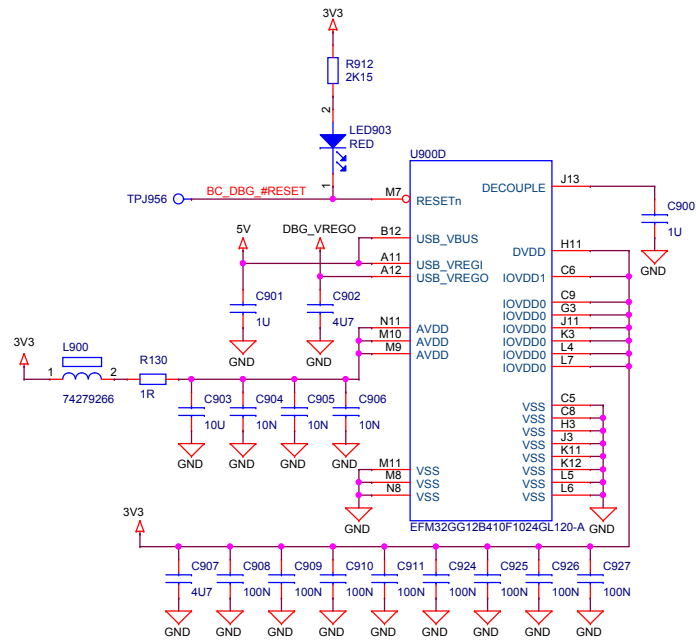 3V3
R912
2K15
2
LED903
RED
1
U900D
BC_DBG_#RESET
TPJ956
M7
RESETn
DECOUPLE
J13
C900
1U
GND
5V
DBG_VREGO
B12
USB_VBUS
A11
USB_VREGI
A12
USB_VREGO
DVDD
H11
IOVDD1
C6
IOVDD0
C9
IOVDD0
G3
IOVDD0
J11
IOVDD0
K3
IOVDD0
L4
IOVDD0
L7
C901
1U
GND
C902
4U7
GND
N11
AVDD
M10
AVDD
M9
AVDD
3V3
L900
1
2
74279266
R130
1R
C903
10U
GND
C904
10N
GND
C905
10N
GND
C906
10N
GND
VSS
C5
VSS
C8
VSS
H3
VSS
J3
VSS
K11
VSS
K12
VSS
L5
VSS
L6
GND
M11
VSS
M8
VSS
N8
VSS
GND
EFM32GG12B410F1024GL120-A
3V3
C907
4U7
GND
C908
100N
GND
C909
100N
GND
C910
100N
GND
C911
100N
GND
C924
100N
GND
C925
100N
GND
C926
100N
GND
C927
100N
GND